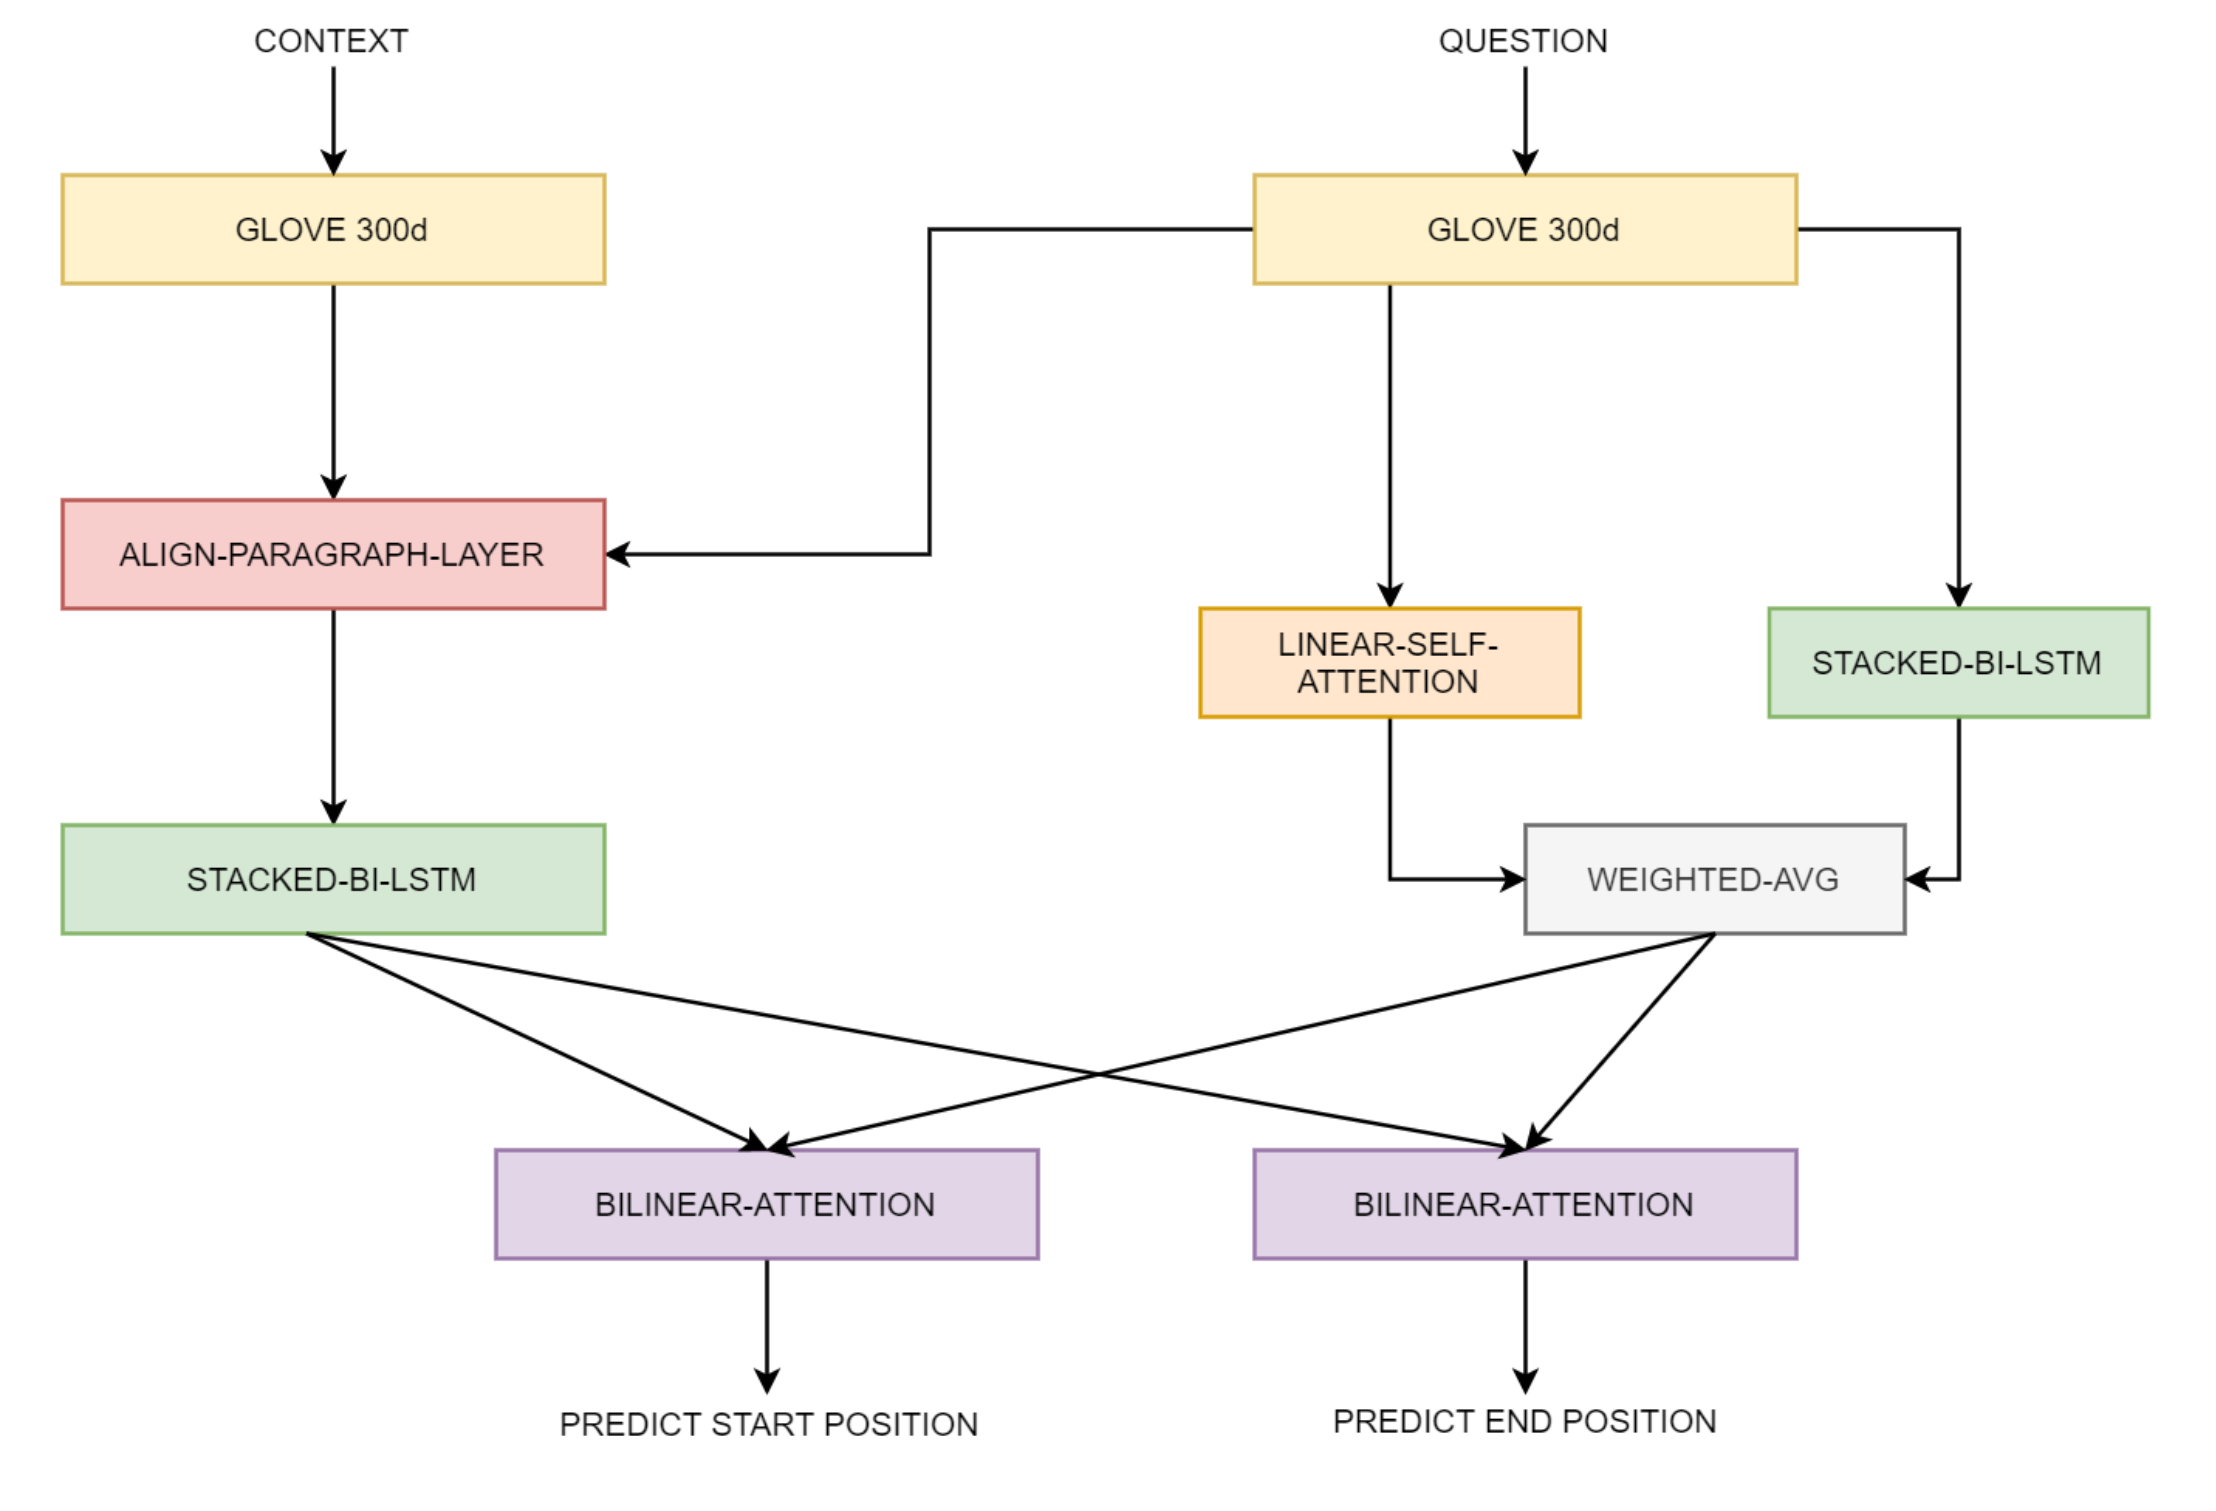 CONTEXT
QUESTION
GLOVE 300d
GLOVE 300d
ALIGN-PARAGRAPH-LAYER
LINEAR-SELF-
ATTENTION
STACKED-BI-LSTM
STACKED-BI-LSTM
WEIGHTED-AVG
BILINEAR-ATTENTION
BILINEAR-ATTENTION
PREDICT START POSITION
PREDICT END POSITION